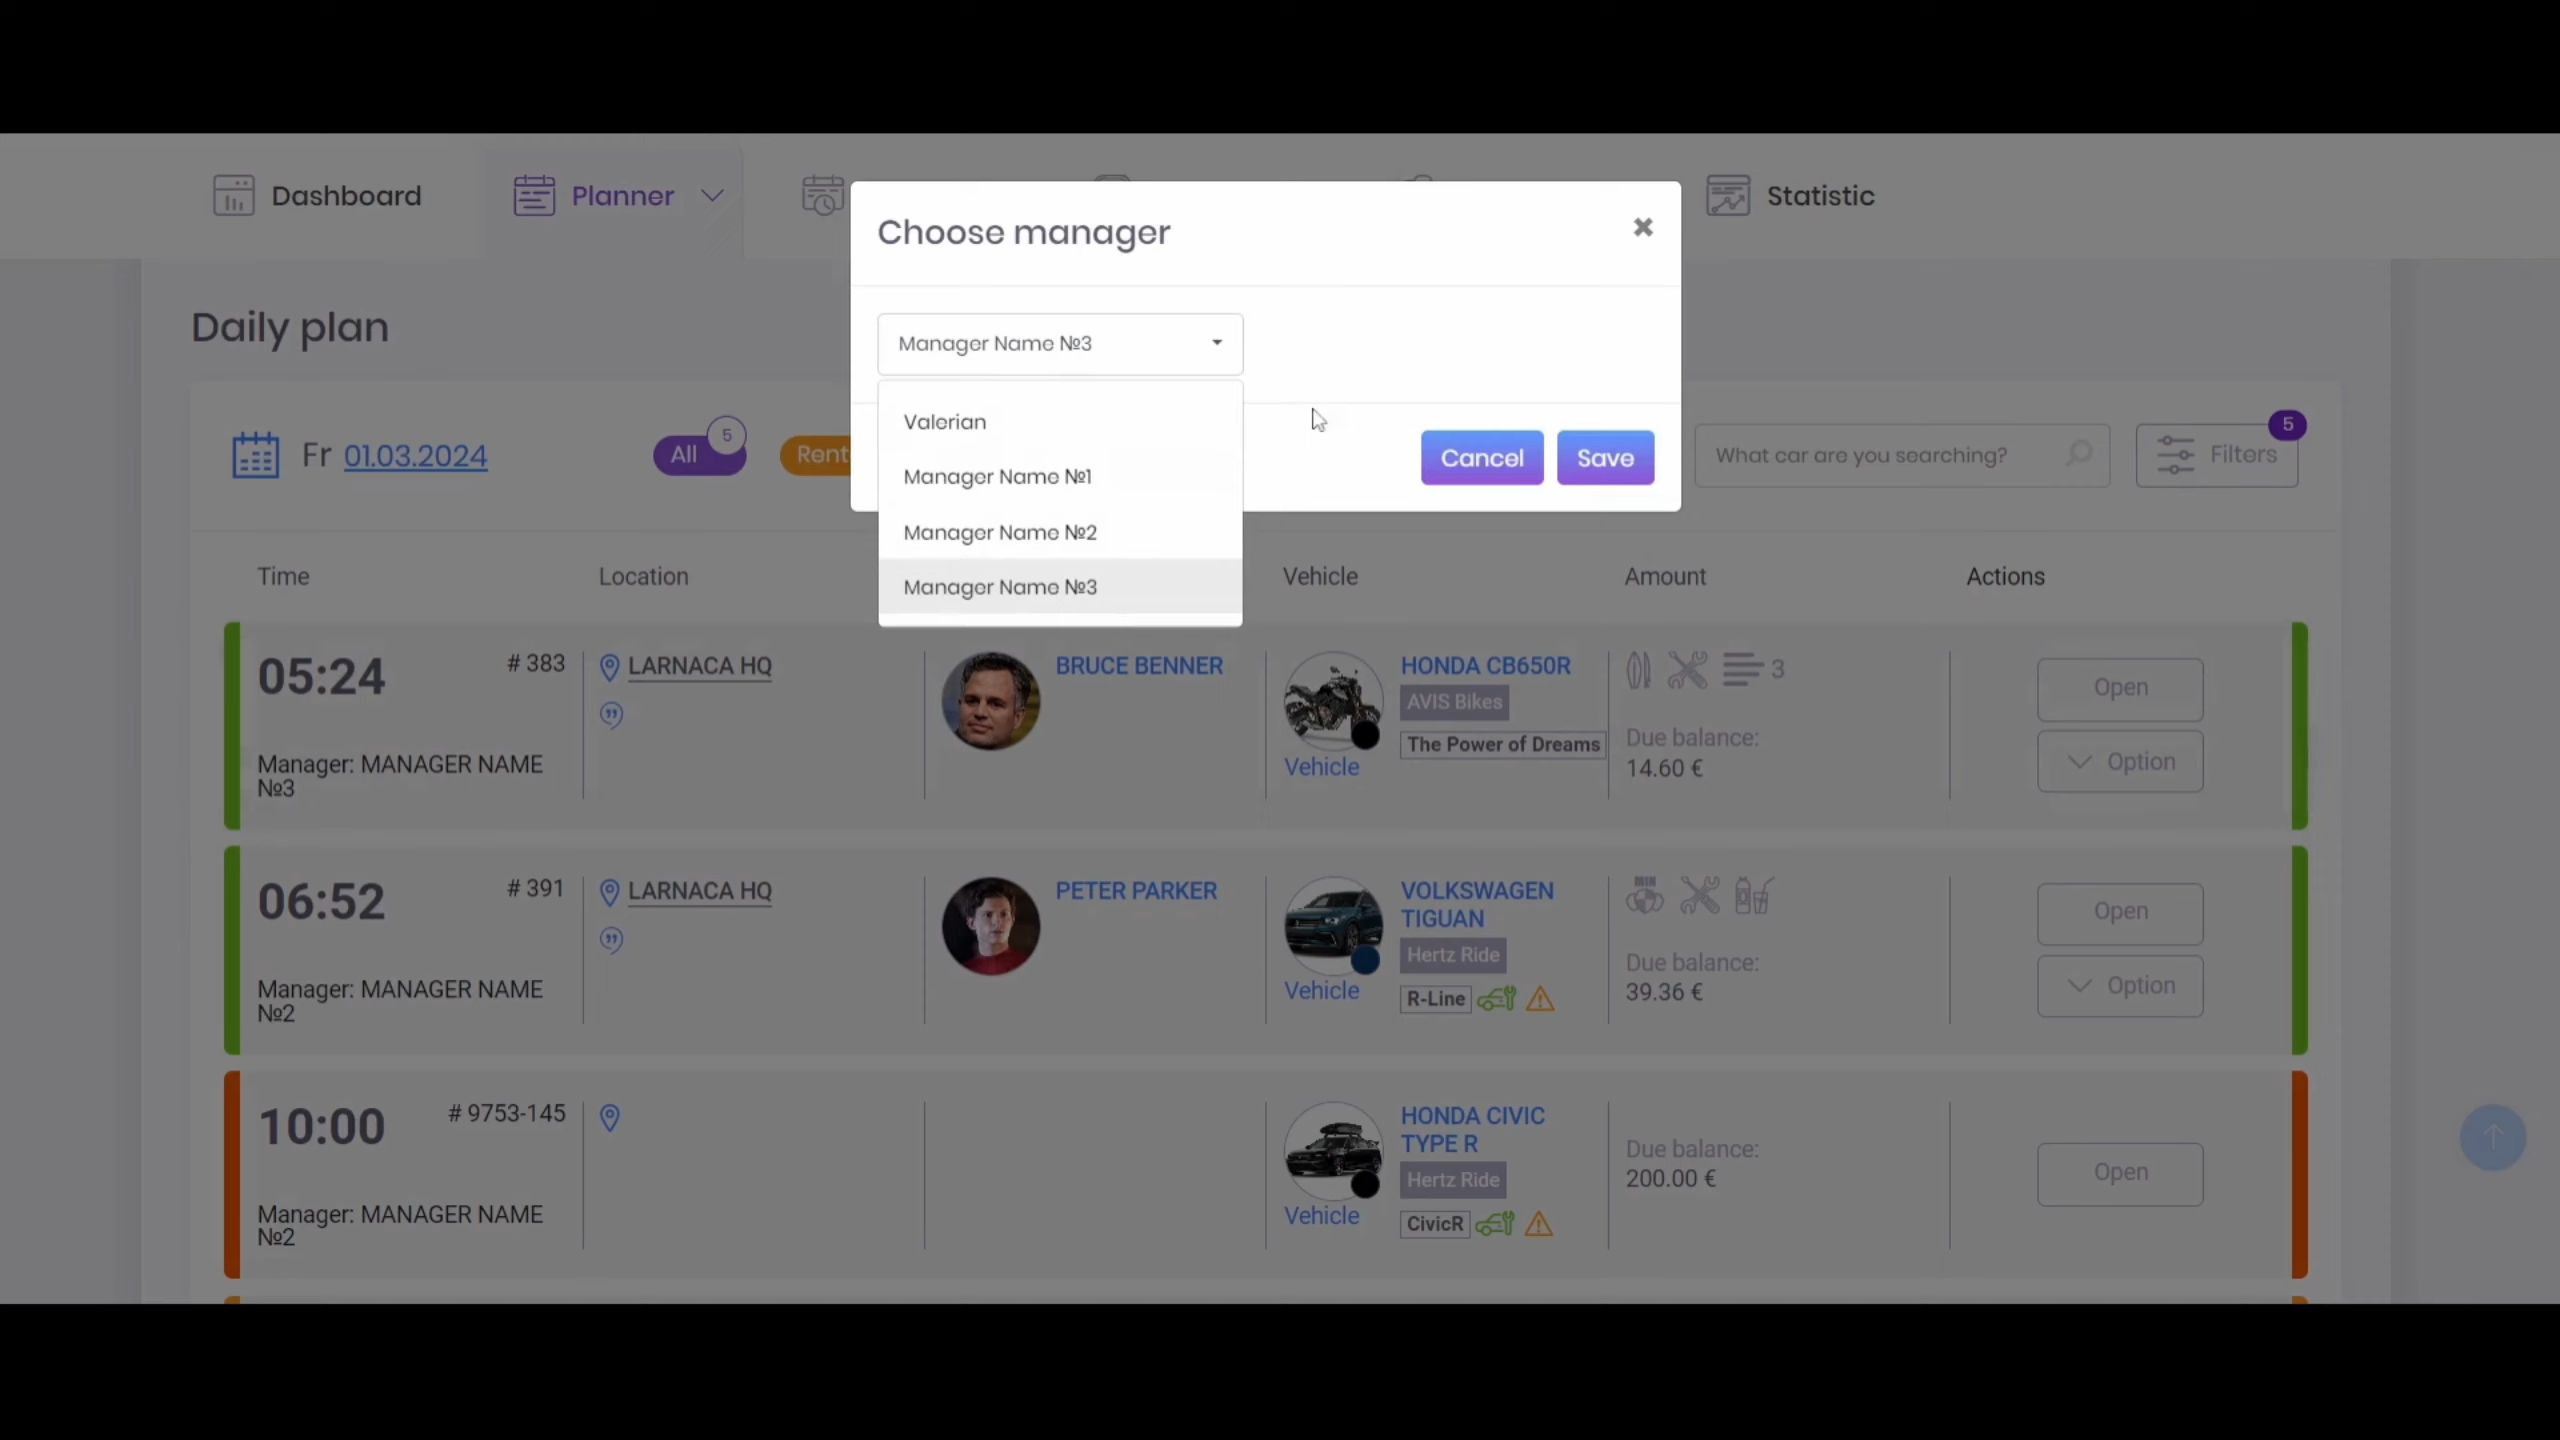 Dashboard
Planner
Statistic
Choose manager
Manager Name №3
Valerian
Manager Name №1
Manager Name №2
Manager Name №3
Cancel
Save
Daily plan
Fr 01.03.2024
All 5
Rent
What car are you searching?
Filters 5
Time
Location
Vehicle
Amount
Actions
05:24
# 383
Manager: MANAGER NAME
№3
LARNACA HQ
BRUCE BENNER
Vehicle
HONDA CB650R
AVIS Bikes
The Power of Dreams
3
Due balance:
14.60 €
Open
Option
06:52
# 391
Manager: MANAGER NAME
№2
LARNACA HQ
PETER PARKER
Vehicle
VOLKSWAGEN
TIGUAN
Hertz Ride
R-Line
MIN
Due balance:
39.36 €
Open
Option
10:00
# 9753-145
Manager: MANAGER NAME
№2
Vehicle
HONDA CIVIC
TYPE R
Hertz Ride
CivicR
Due balance:
200.00 €
Open